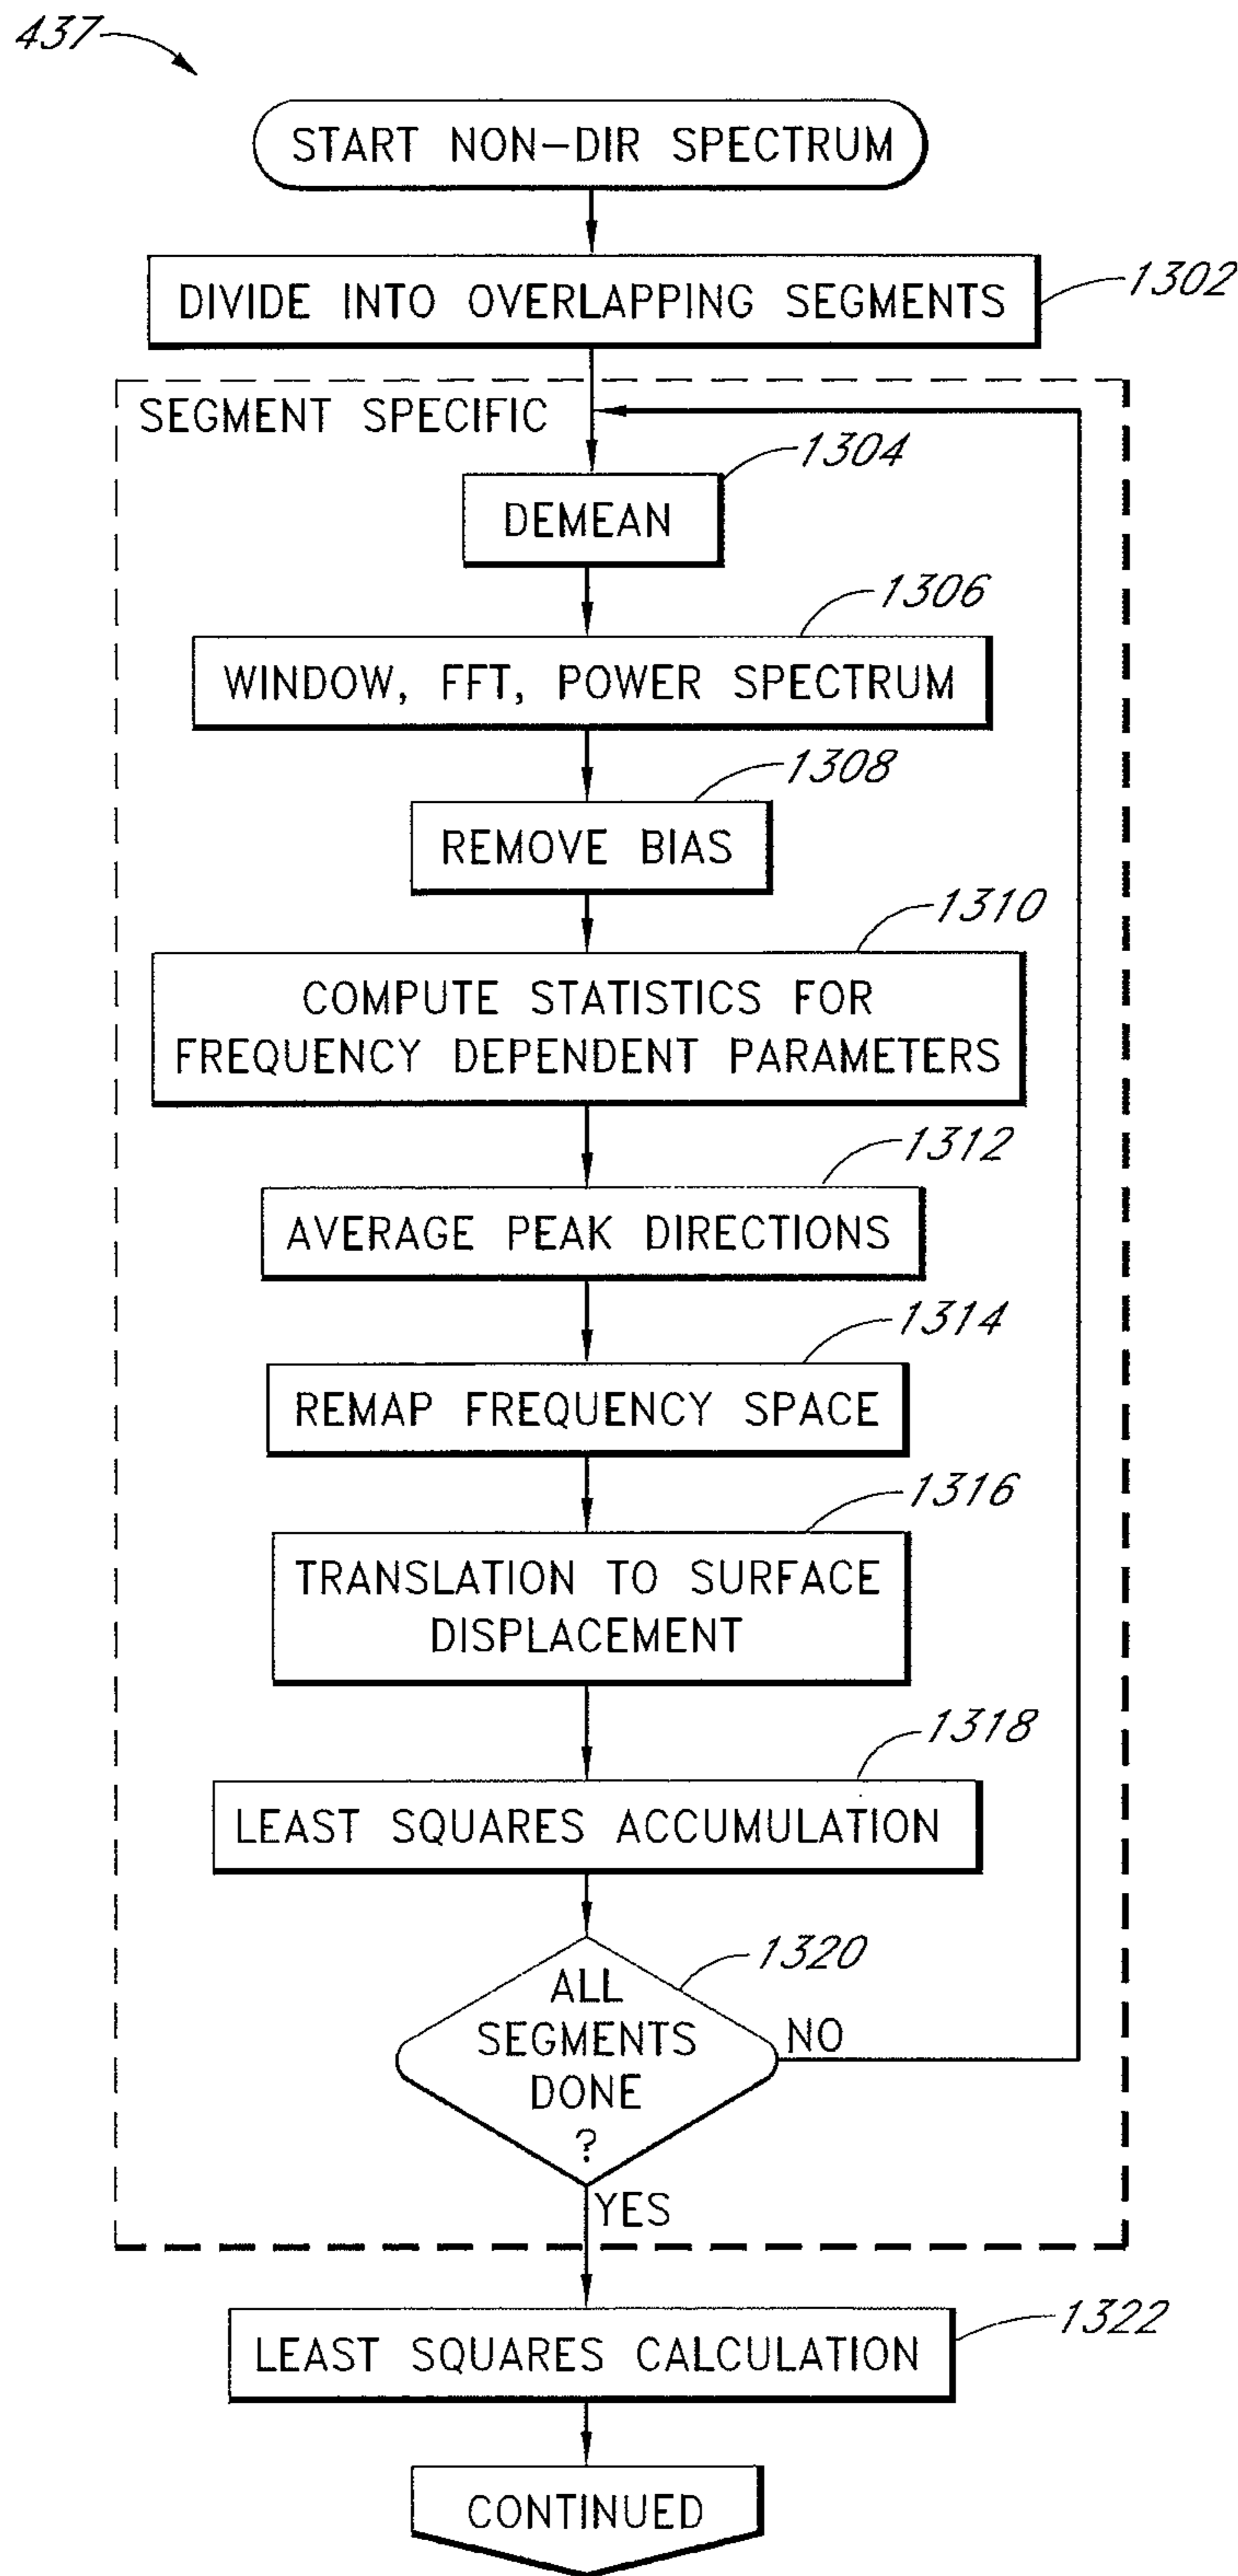 437
START NON-DIR SPECTRUM
DIVIDE INTO OVERLAPPING SEGMENTS
1302
SEGMENT SPECIFIC
1304
DEMEAN
1306
WINDOW, FFT, POWER SPECTRUM
1308
REMOVE BIAS
1310
COMPUTE STATISTICS FOR
FREQUENCY DEPENDENT PARAMETERS
1312
AVERAGE PEAK DIRECTIONS
1314
REMAP FREQUENCY SPACE
1316
TRANSLATION TO SURFACE
DISPLACEMENT
1318
LEAST SQUARES ACCUMULATION
1320
ALL
SEGMENTS
DONE
?
NO
YES
1322
LEAST SQUARES CALCULATION
CONTINUED